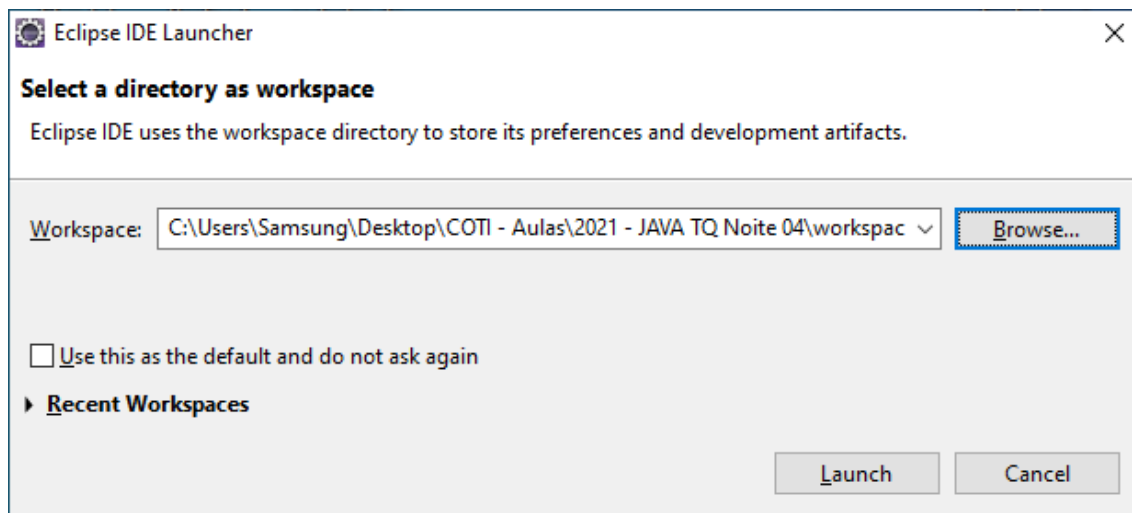 Eclipse IDE Launcher
Select a directory as workspace
Eclipse IDE uses the workspace directory to store its preferences and development artifacts.
Workspace: C:\Users\Samsung\Desktop\COTI - Aulas\2021 - JAVA TQ Noite 04\workspac Browse...
Use this as the default and do not ask again
Recent Workspaces
Launch Cancel